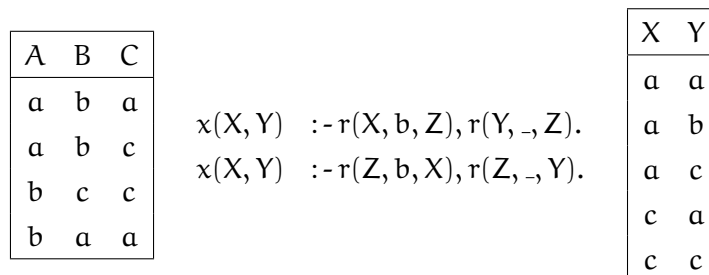 A B C
a b a
a b c
b c c
b a a
x(X, Y) :- r(X, b, Z), r(Y, _, Z).
x(X, Y) :- r(Z, b, X), r(Z, _, Y).
X Y
a a
a b
a c
c a
c c